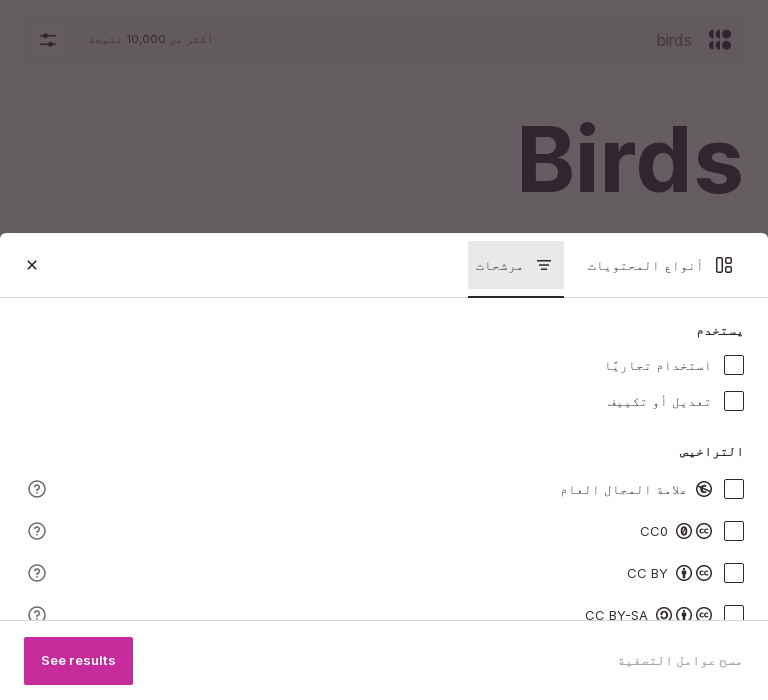 birds
أكثر من 10,000 نتيجة
Birds
أنواع المحتويات
مرشحات
يستخدم
استخدام تجاريًا
تعديل أو تكييف
التراخيص
علامة المجال العام
CC0
CC BY
CC BY-SA
مسح عوامل التصفية
See results